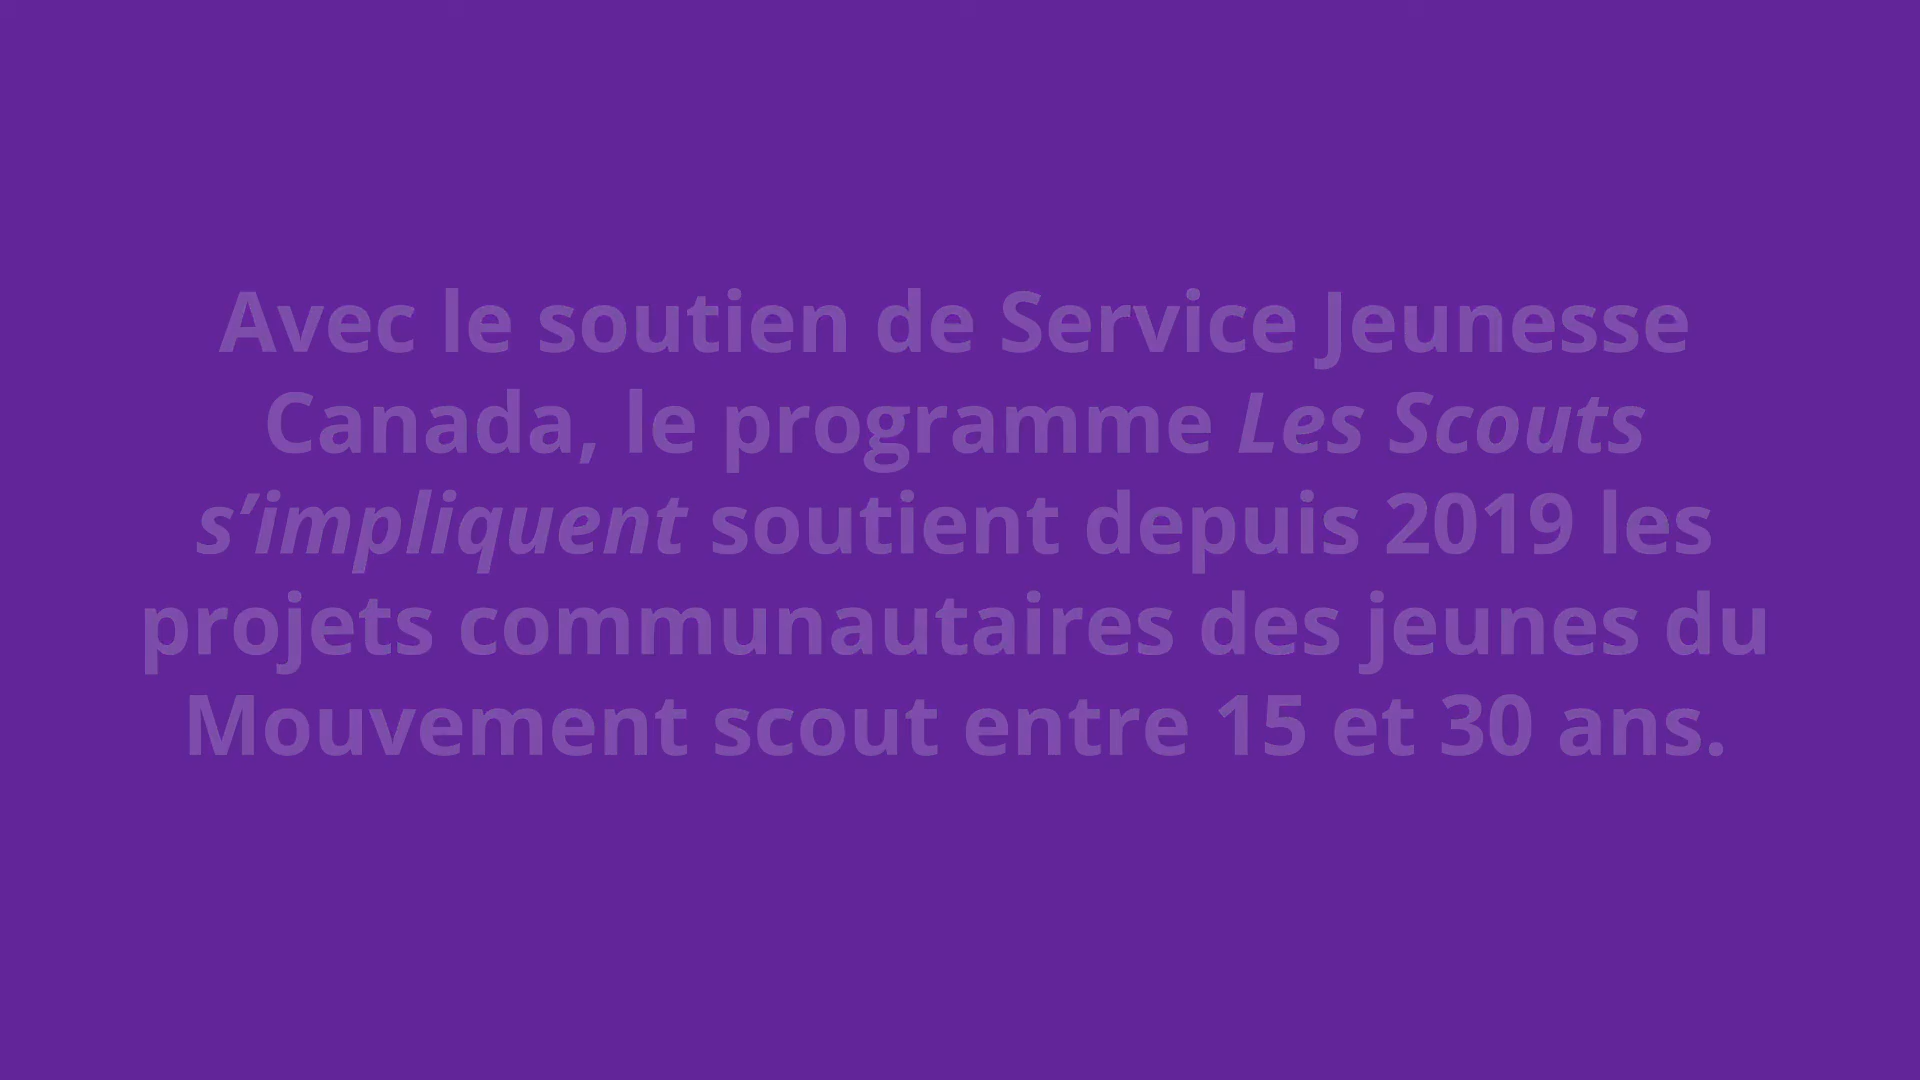 Avec le soutien de Service Jeunesse
Canada, le programme Les Scouts
s’impliquent soutient depuis 2019 les
projets communautaires des jeunes du
Mouvement scout entre 15 et 30 ans.